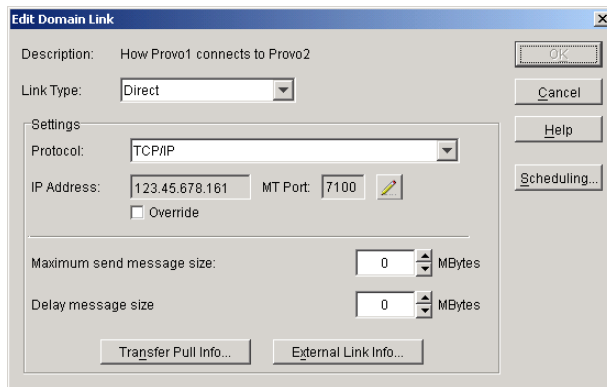 Edit Domain Link
Description: How Provo1 connects to Provo2
OK
Link Type: Direct
Cancel
Settings
Help
Protocol: TCP/IP
IP Address: 123.45.678.161 MT Port: 7100
Scheduling...
Override
Maximum send message size: 0 MBytes
Delay message size 0 MBytes
Transfer Pull Info... External Link Info...